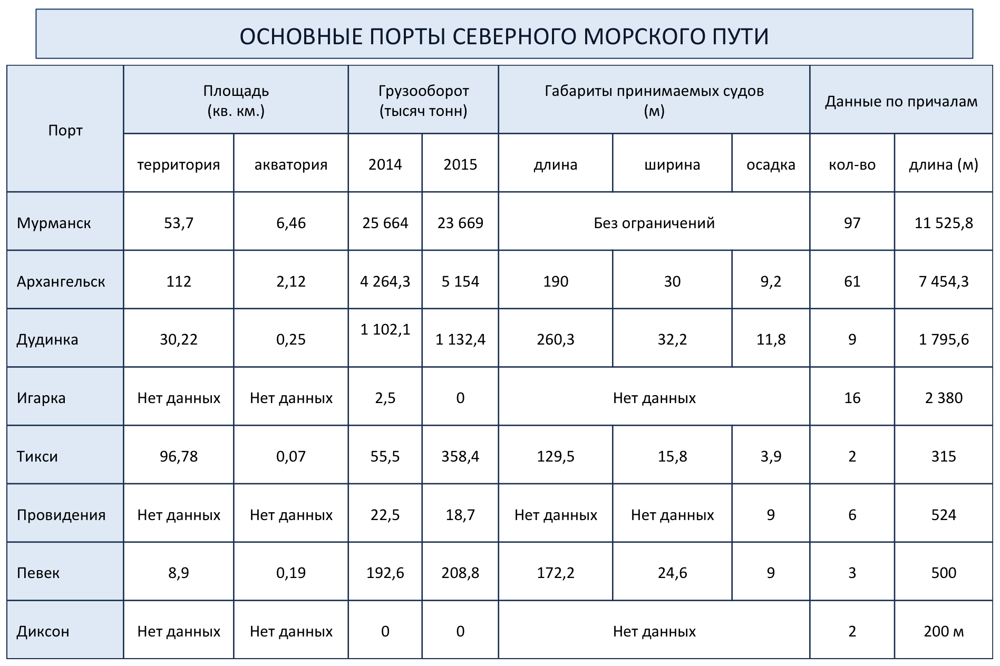 ОСНОВНЫЕ ПОРТЫ СЕВЕРНОГО МОРСКОГО ПУТИ
Порт
Площадь
(кв. км.)
Грузооборот
(тысяч тонн)
Габариты принимаемых судов
(м)
Данные по причалам
территория акватория 2014 2015 длина ширина осадка кол-во длина (м)
Мурманск 53,7 6,46 25 664 23 669 Без ограничений 97 11 525,8
Архангельск 112 2,12 4 264,3 5 154 190 30 9,2 61 7 454,3
Дудинка 30,22 0,25 1 102,1 1 132,4 260,3 32,2 11,8 9 1 795,6
Игарка Нет данных Нет данных 2,5 0 Нет данных 16 2 380
Тикси 96,78 0,07 55,5 358,4 129,5 15,8 3,9 2 315
Провидения Нет данных Нет данных 22,5 18,7 Нет данных Нет данных 9 6 524
Певек 8,9 0,19 192,6 208,8 172,2 24,6 9 3 500
Диксон Нет данных Нет данных 0 0 Нет данных 2 200 м